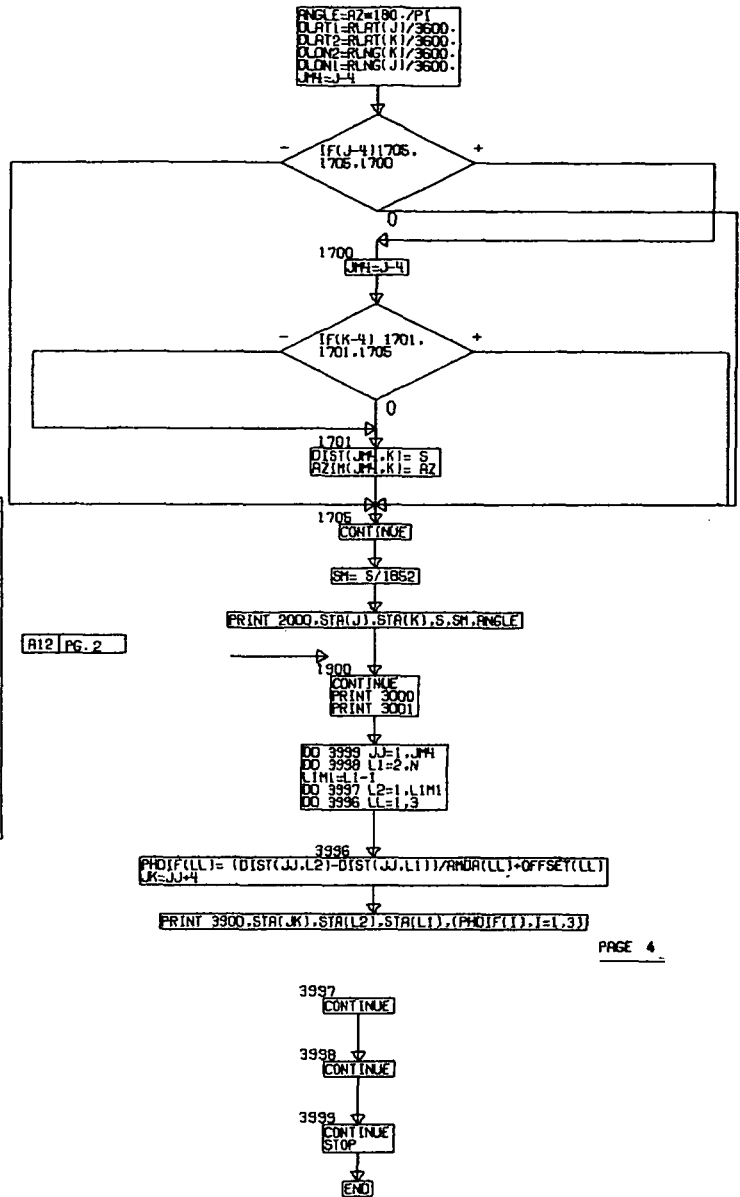 ANGLE=AZ*180./PI
DLAT1=RLAT(J)/3600.
DLAT2=RLAT(K)/3600.
DLON2=RLNG(K)/3600.
DLON1=RLNG(J)/3600.
JM4=J-4
-
IF(J-4)1705,
1705,1700
+
0
1700
JM4=J-4
-
IF(K-4) 1701,
1701,1705
+
0
1701
DIST(JM4,K)= S
AZIM(JM4,K)= AZ
1705
CONTINUE
SM= S/1852
PRINT 2000,STA(J),STA(K),S,SM,ANGLE
A12 PG. 2
1900
CONTINUE
PRINT 3000
PRINT 3001
DO 3999 JJ=1,JM4
DO 3998 L1=2,N
LIM1=L1-1
DO 3997 L2=1,LIM1
DO 3996 LL=1,3
3996
PHDIF(LL)= (DIST(JJ,L2)-DIST(JJ,L1))/AMDA(LL)+OFFSET(LL)
JK=JJ+4
PRINT 3900,STA(JK),STA(L2),STA(L1),(PHDIF(I),I=1,3)
PAGE 4
3997
CONTINUE
3998
CONTINUE
3999
CONTINUE
STOP
END